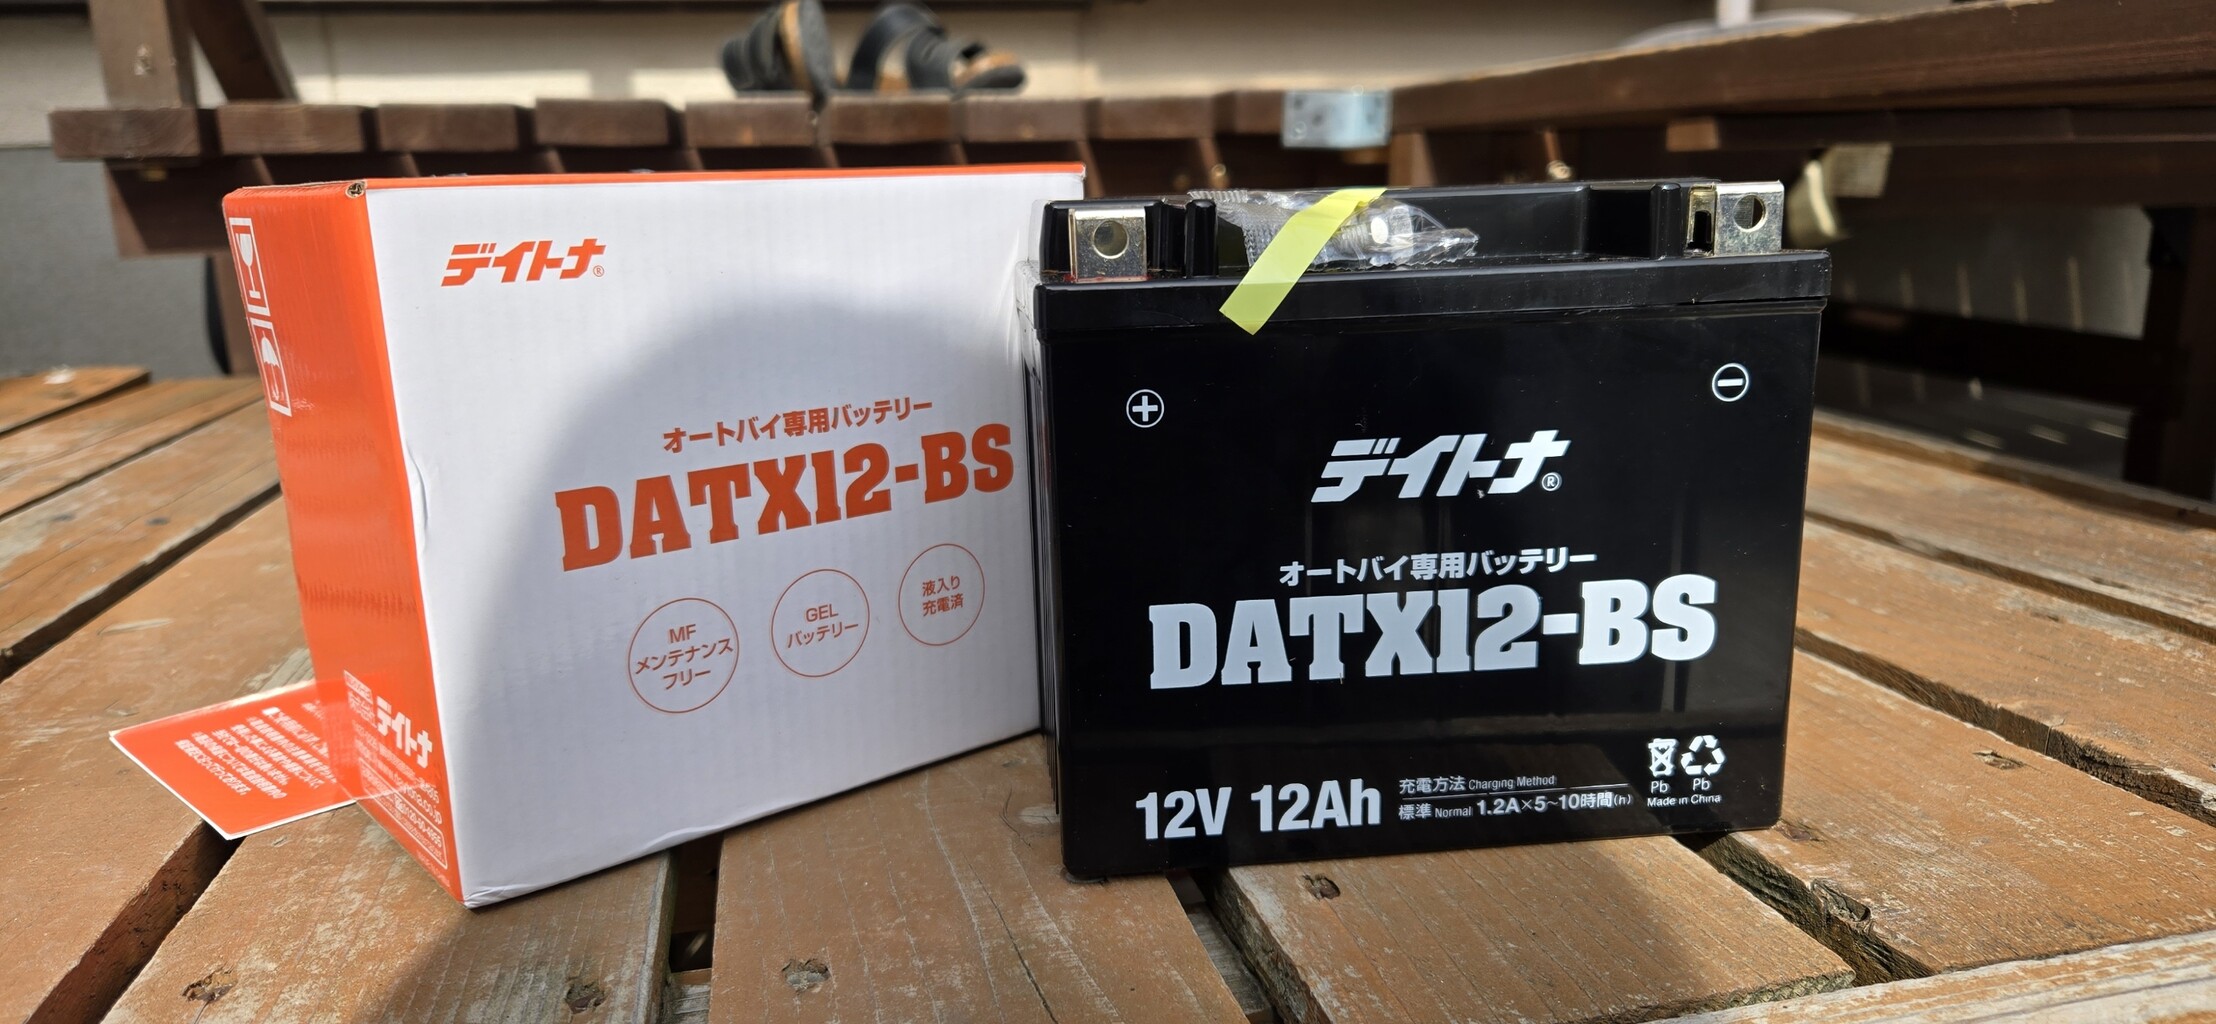 デイトナ®
オートバイ専用バッテリー
DATX12-BS
MF
メンテナンス
フリー
GEL
バッテリー
液入り
充電済
デイトナ
デイトナ®
オートバイ専用バッテリー
DATX12-BS
12V 12Ah
充電方法 Charging Method
標準 Normal 1.2A×5~10時間(h)
Pb Pb
Made in China